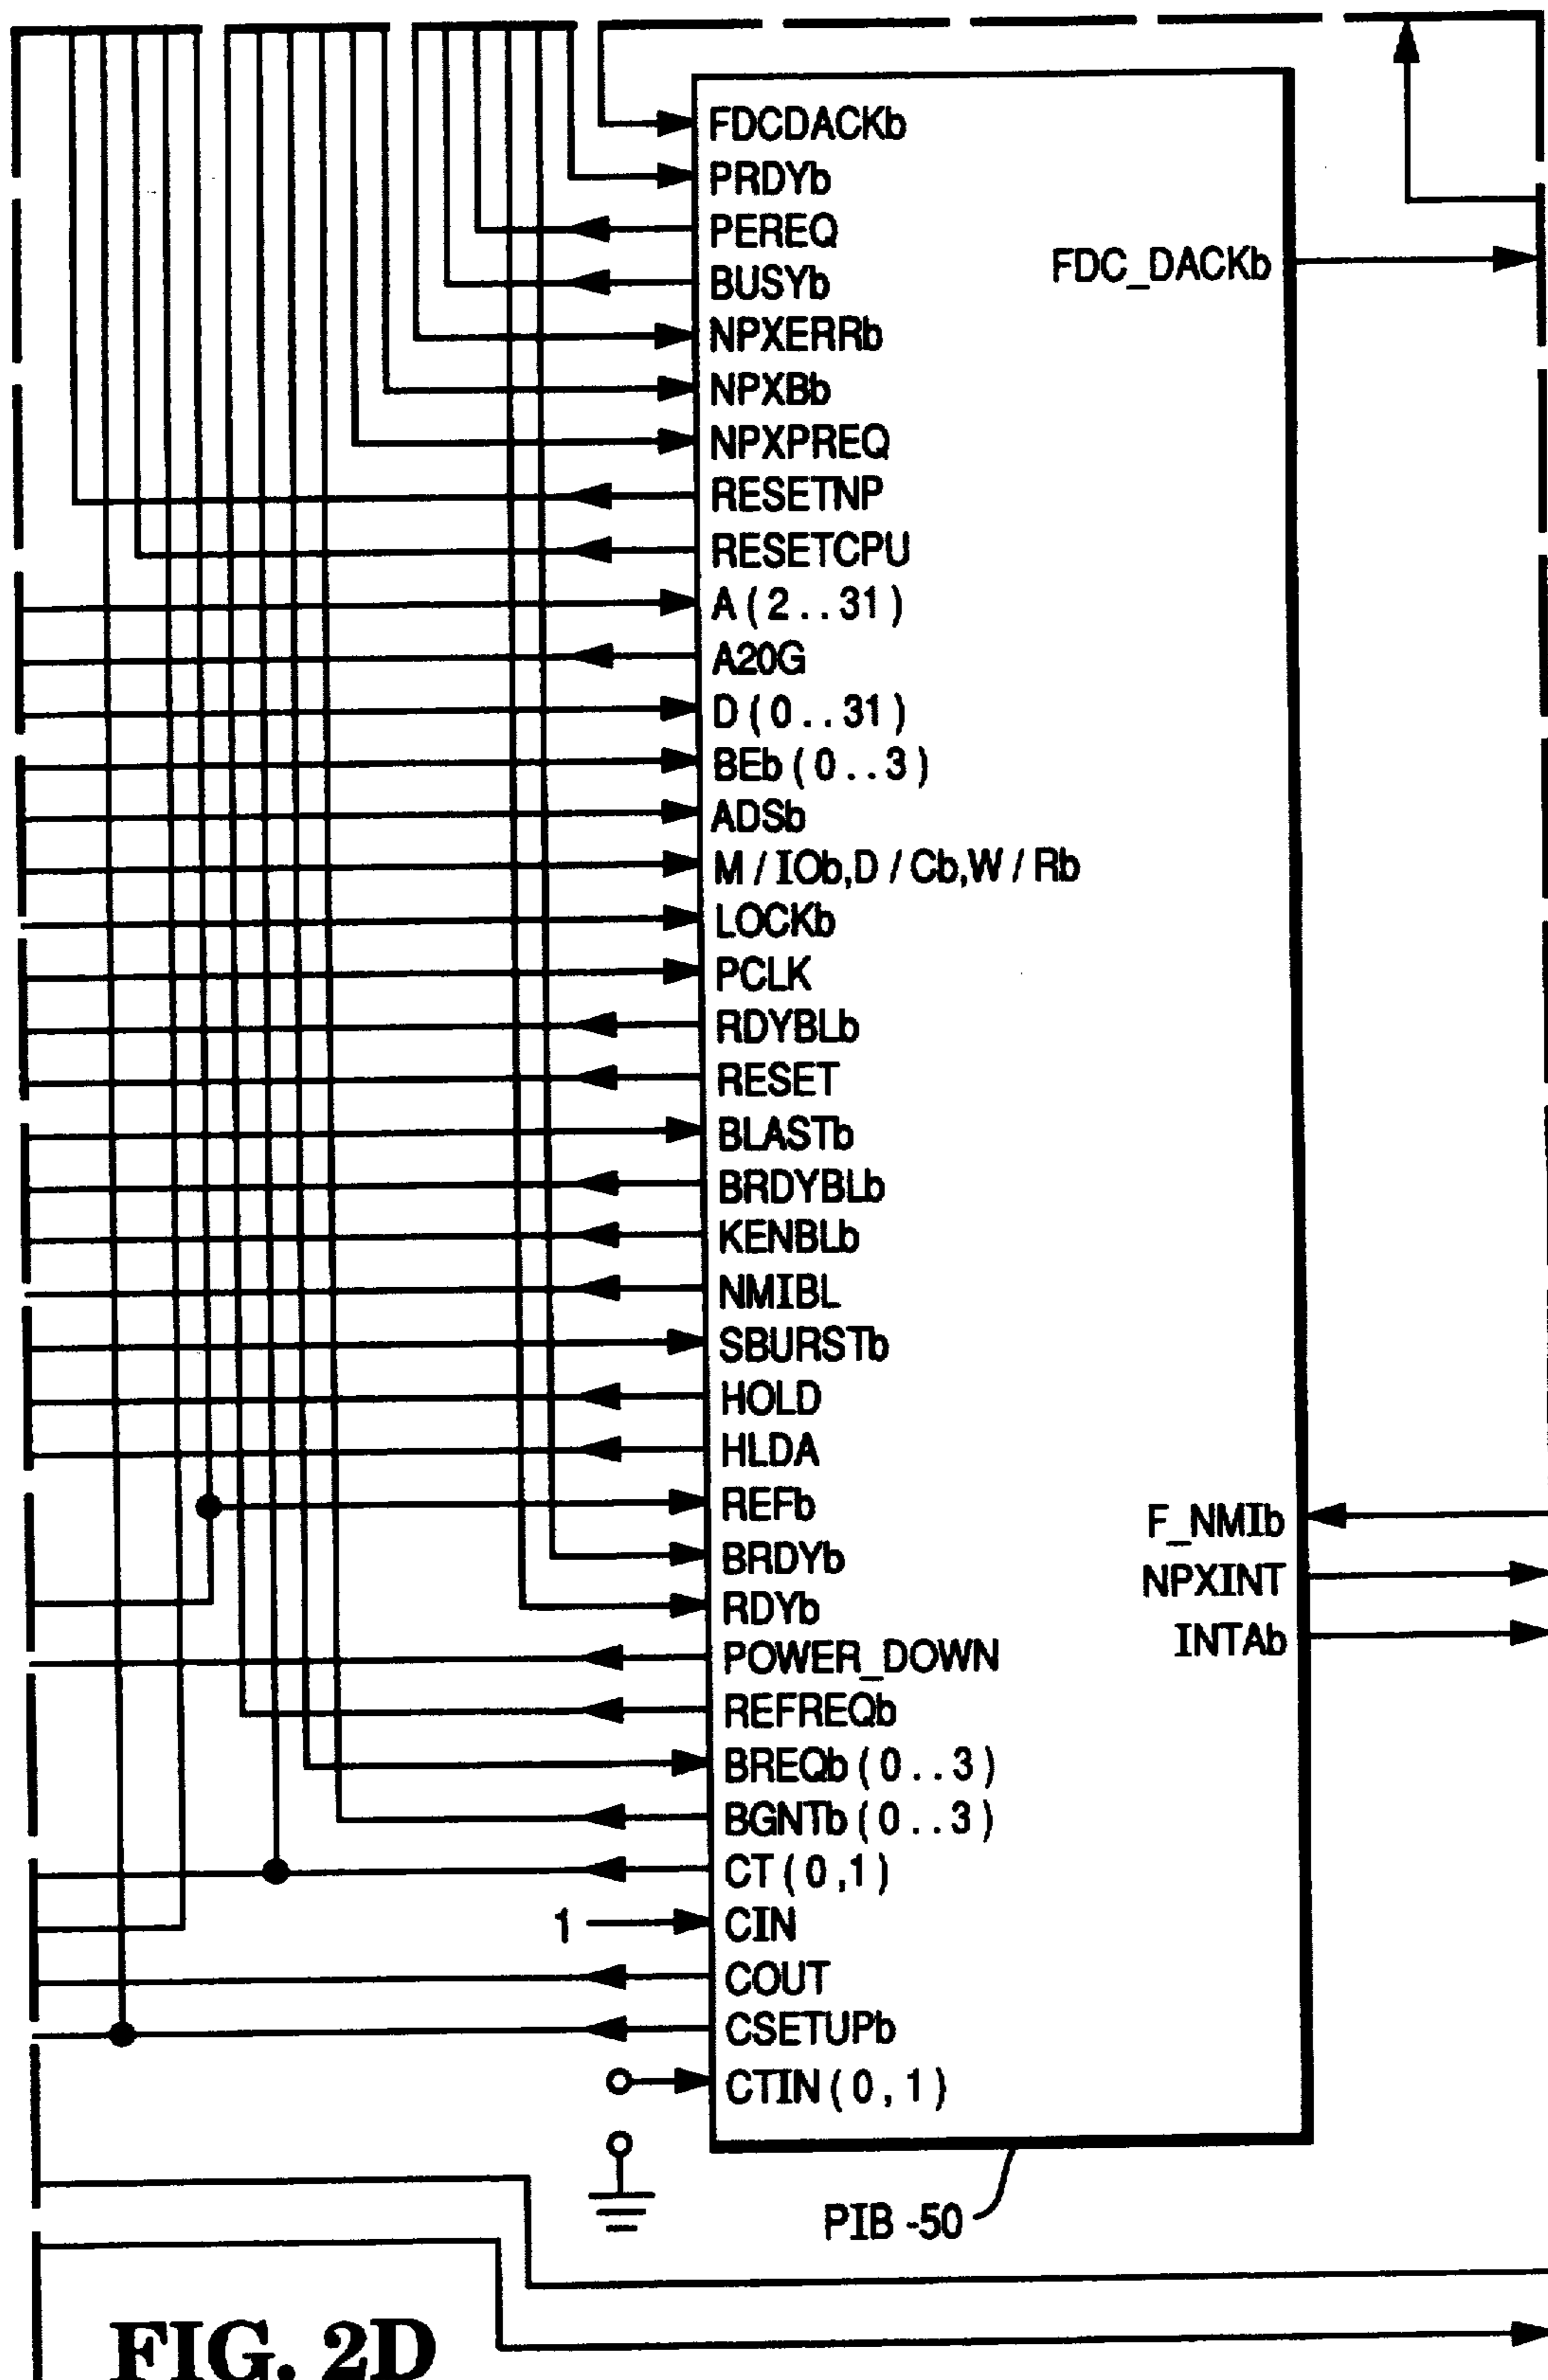 FDCDACKb
PRDYb
PEREQ
BUSYb
FDC_DACKb
NPXERRb
NPXBb
NPXPREQ
RESETNP
RESETCPU
A(2..31)
A20G
D(0..31)
BEb(0..3)
ADSb
M/IOb,D/Cb,W/Rb
LOCKb
PCLK
RDYBLb
RESET
BLASTb
BRDYBLb
KENBLb
NMIBL
SBURSTb
HOLD
HLDA
REFb
F_NMIb
BRDYb
NPXINT
RDYb
INTAb
POWER_DOWN
REFREQb
BREQb(0..3)
BGNTb(0..3)
CT(0,1)
1 CIN
COUT
CSETUPb
CTIN(0,1)
PIB-50
FIG. 2D